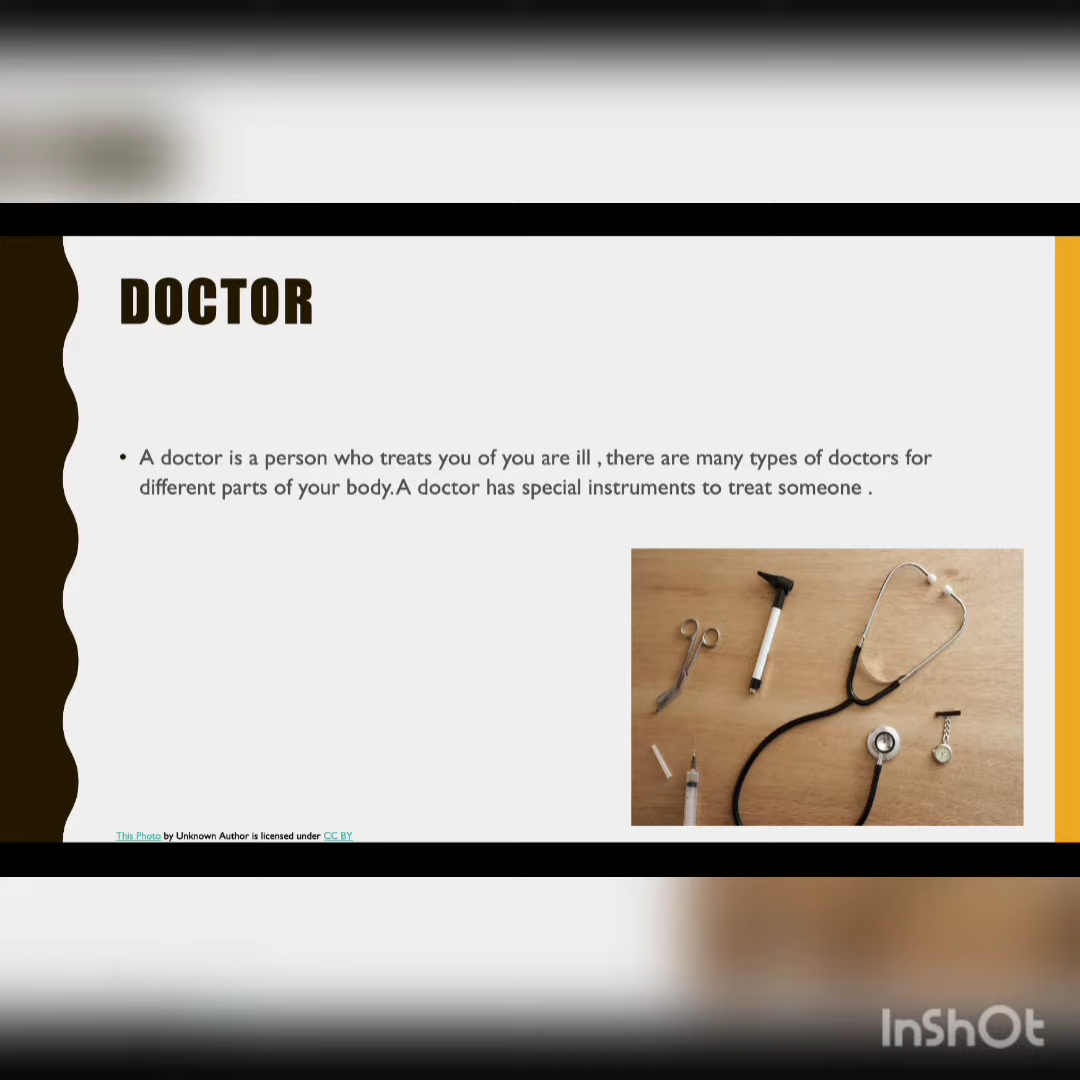 DOCTOR
• A doctor is a person who treats you of you are ill , there are many types of doctors for
different parts of your body. A doctor has special instruments to treat someone .
This Photo by Unknown Author is licensed under CC BY
InShOt